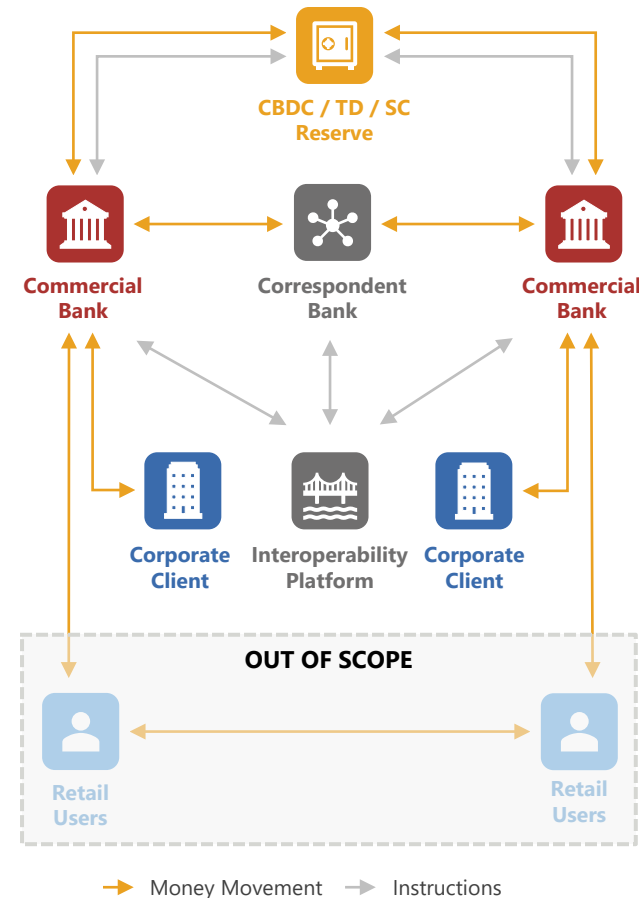 CBDC / TD / SC
Reserve
Commercial
Bank
Correspondent
Bank
Commercial
Bank
Corporate
Client
Interoperability
Platform
Corporate
Client
OUT OF SCOPE
Retail
Users
Retail
Users
Money Movement
Instructions